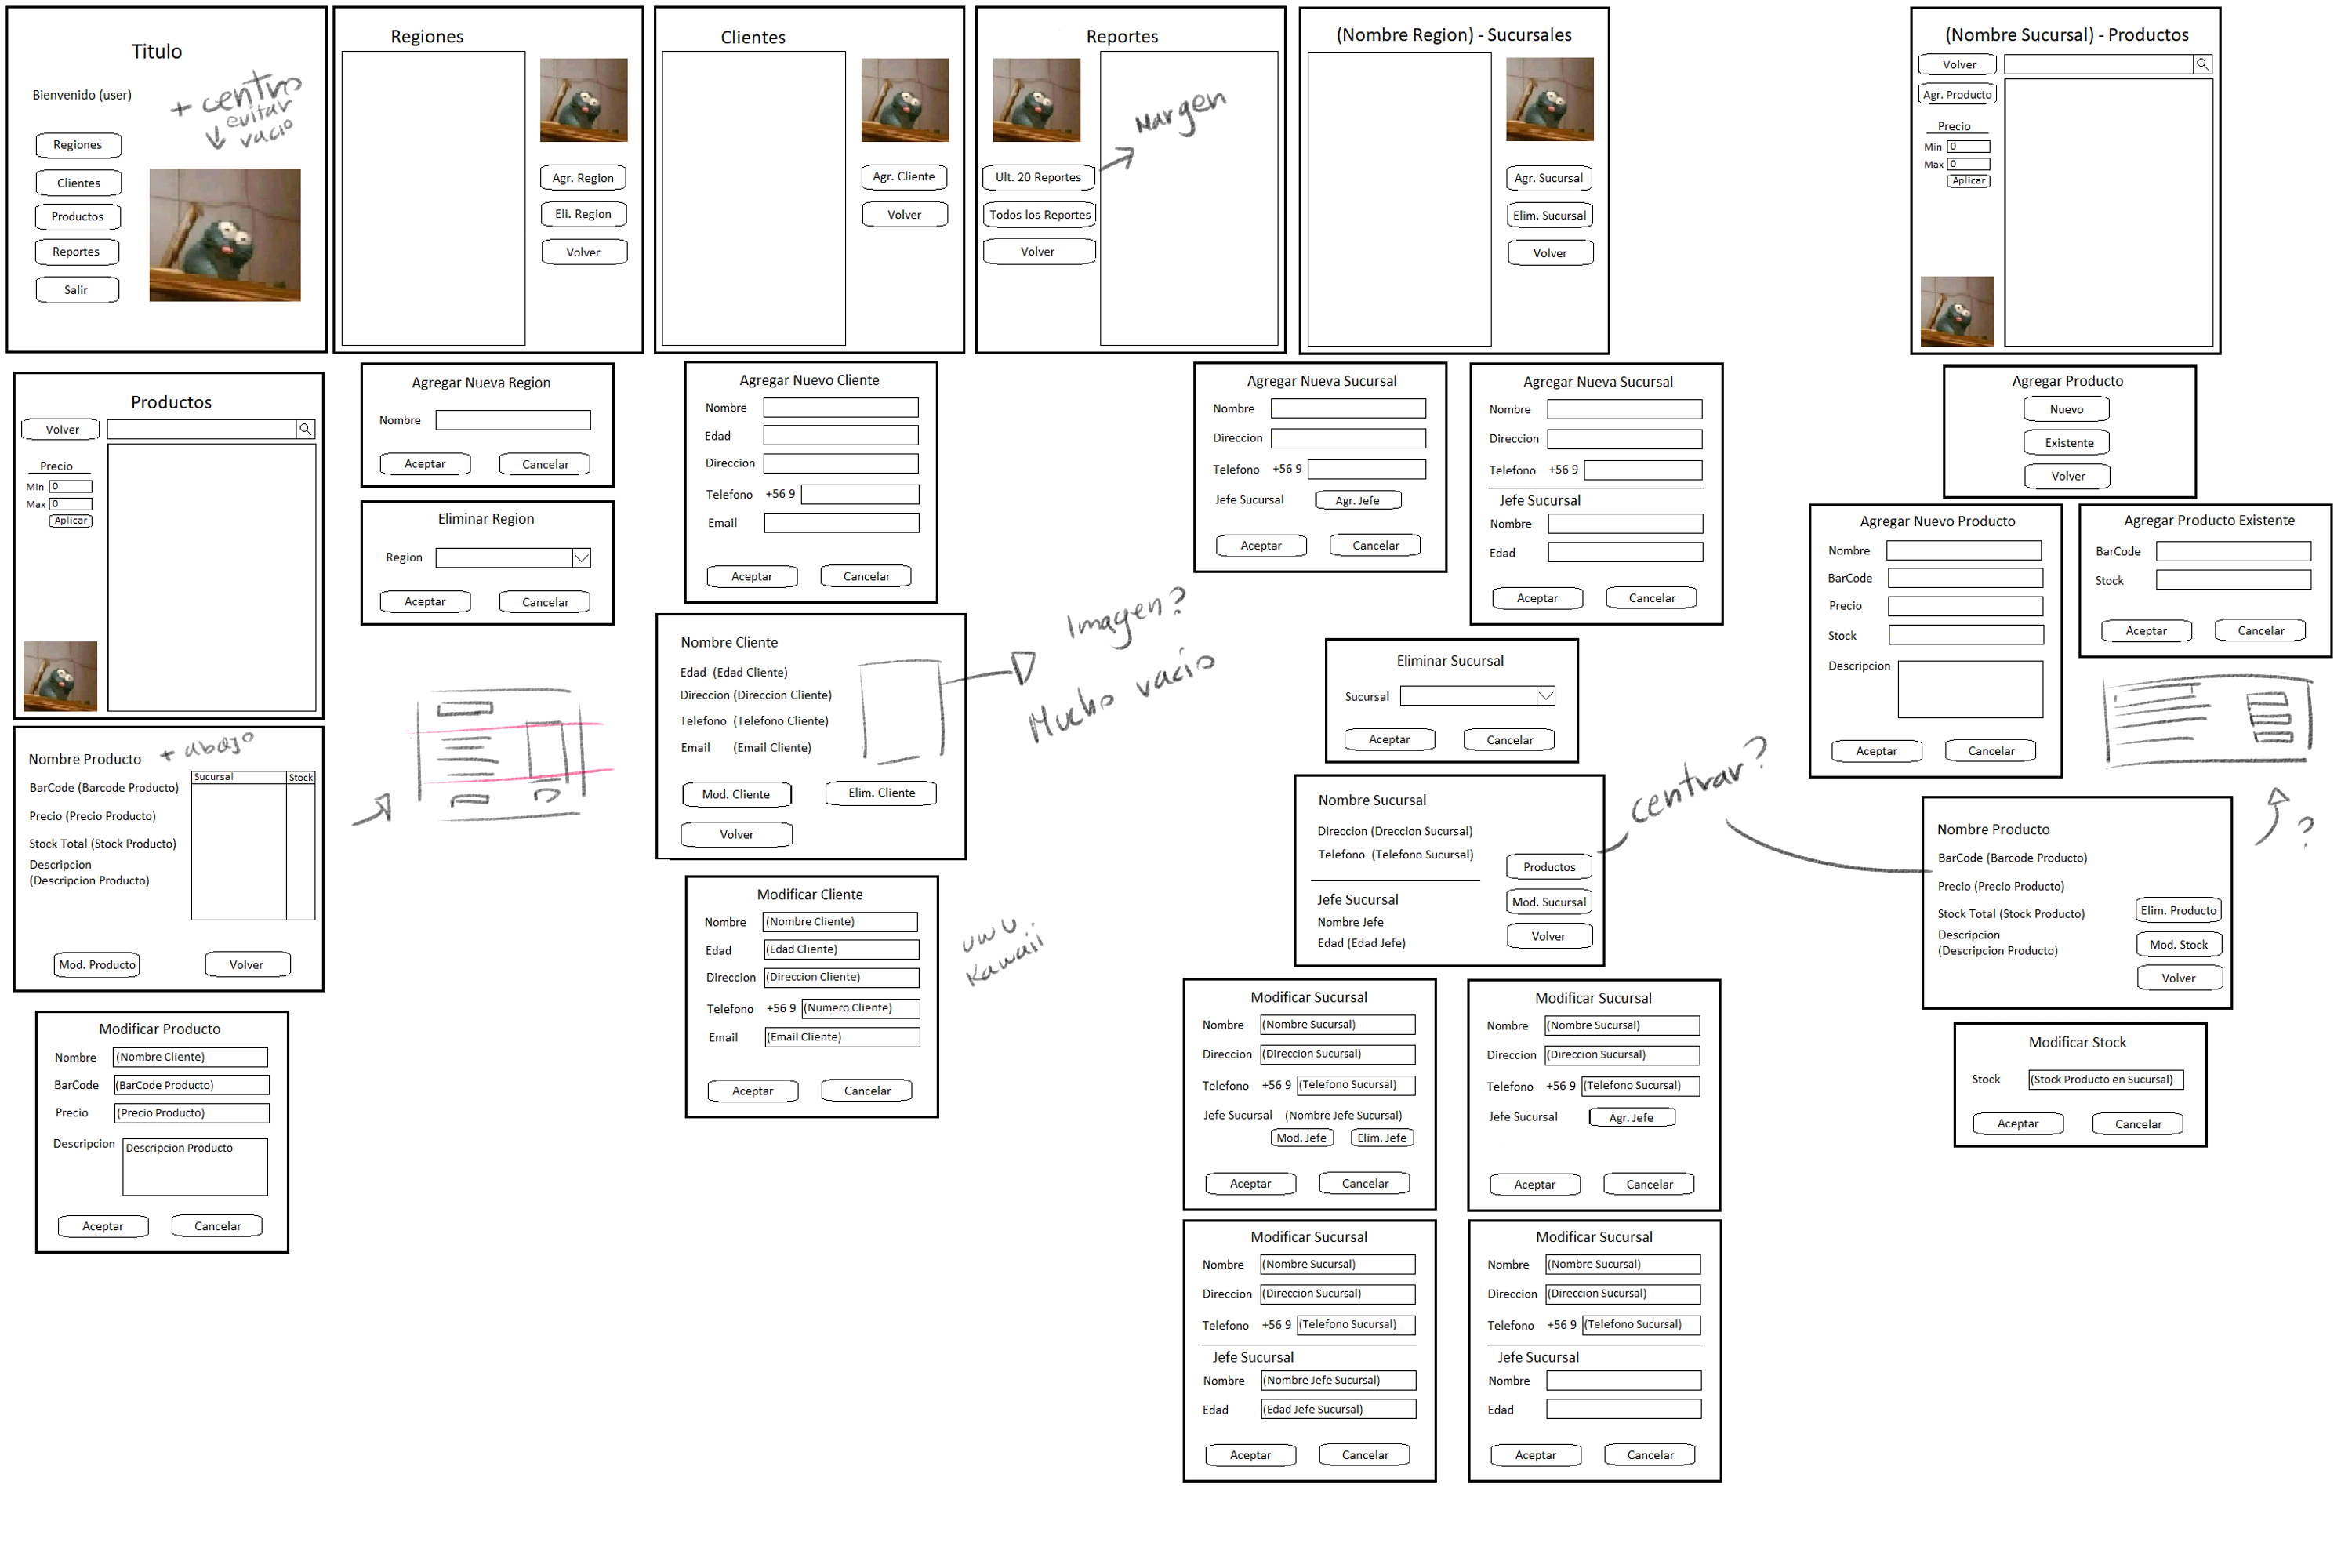 Titulo
Bienvenido (user)
+ centro
evitar
vacio
Regiones
Clientes
Productos
Reportes
Salir
Regiones
Agr. Region
Eli. Region
Volver
Clientes
Agr. Cliente
Volver
Reportes
Ult. 20 Reportes
Todos los Reportes
Volver
Margen
(Nombre Region) - Sucursales
Agr. Sucursal
Elim. Sucursal
Volver
(Nombre Sucursal) - Productos
Volver
Agr. Producto
Precio
Min 0
Max 0
Aplicar
Productos
Volver
Precio
Min 0
Max 0
Aplicar
Agregar Nueva Region
Nombre
Aceptar Cancelar
Eliminar Region
Region
Aceptar Cancelar
Agregar Nuevo Cliente
Nombre
Edad
Direccion
Telefono +56 9
Email
Aceptar Cancelar
Agregar Nueva Sucursal
Nombre
Direccion
Telefono +56 9
Jefe Sucursal Agr. Jefe
Aceptar Cancelar
Agregar Nueva Sucursal
Nombre
Direccion
Telefono +56 9
Jefe Sucursal
Nombre
Edad
Aceptar Cancelar
Agregar Producto
Nuevo
Existente
Volver
Agregar Nuevo Producto
Nombre
BarCode
Precio
Stock
Descripcion
Aceptar Cancelar
Agregar Producto Existente
BarCode
Stock
Aceptar Cancelar
Nombre Cliente
Edad (Edad Cliente)
Direccion (Direccion Cliente)
Telefono (Telefono Cliente)
Email (Email Cliente)
Mod. Cliente Elim. Cliente
Volver
Imagen?
Mucho vacio
Eliminar Sucursal
Sucursal
Aceptar Cancelar
Nombre Producto
+ abajo
BarCode (Barcode Producto)
Precio (Precio Producto)
Stock Total (Stock Producto)
Descripcion
(Descripcion Producto)
Sucursal Stock
Mod. Producto Volver
Nombre Sucursal
Direccion (Dreccion Sucursal)
Telefono (Telefono Sucursal)
Jefe Sucursal
Nombre Jefe
Edad (Edad Jefe)
Productos
Mod. Sucursal
Volver
centrar?
Nombre Producto
BarCode (Barcode Producto)
Precio (Precio Producto)
Stock Total (Stock Producto)
Descripcion
(Descripcion Producto)
Elim. Producto
Mod. Stock
Volver
?
Modificar Cliente
Nombre (Nombre Cliente)
Edad (Edad Cliente)
Direccion (Direccion Cliente)
Telefono +56 9 (Numero Cliente)
Email (Email Cliente)
Aceptar Cancelar
UwU
Kawaii
Modificar Producto
Nombre (Nombre Cliente)
BarCode (BarCode Producto)
Precio (Precio Producto)
Descripcion Descripcion Producto
Aceptar Cancelar
Modificar Sucursal
Nombre (Nombre Sucursal)
Direccion (Direccion Sucursal)
Telefono +56 9 (Telefono Sucursal)
Jefe Sucursal (Nombre Jefe Sucursal)
Mod. Jefe Elim. Jefe
Aceptar Cancelar
Modificar Sucursal
Nombre (Nombre Sucursal)
Direccion (Direccion Sucursal)
Telefono +56 9 (Telefono Sucursal)
Jefe Sucursal Agr. Jefe
Aceptar Cancelar
Modificar Stock
Stock (Stock Producto en Sucursal)
Aceptar Cancelar
Modificar Sucursal
Nombre (Nombre Sucursal)
Direccion (Direccion Sucursal)
Telefono +56 9 (Telefono Sucursal)
Jefe Sucursal
Nombre (Nombre Jefe Sucursal)
Edad (Edad Jefe Sucursal)
Aceptar Cancelar
Modificar Sucursal
Nombre (Nombre Sucursal)
Direccion (Direccion Sucursal)
Telefono +56 9 (Telefono Sucursal)
Jefe Sucursal
Nombre
Edad
Aceptar Cancelar